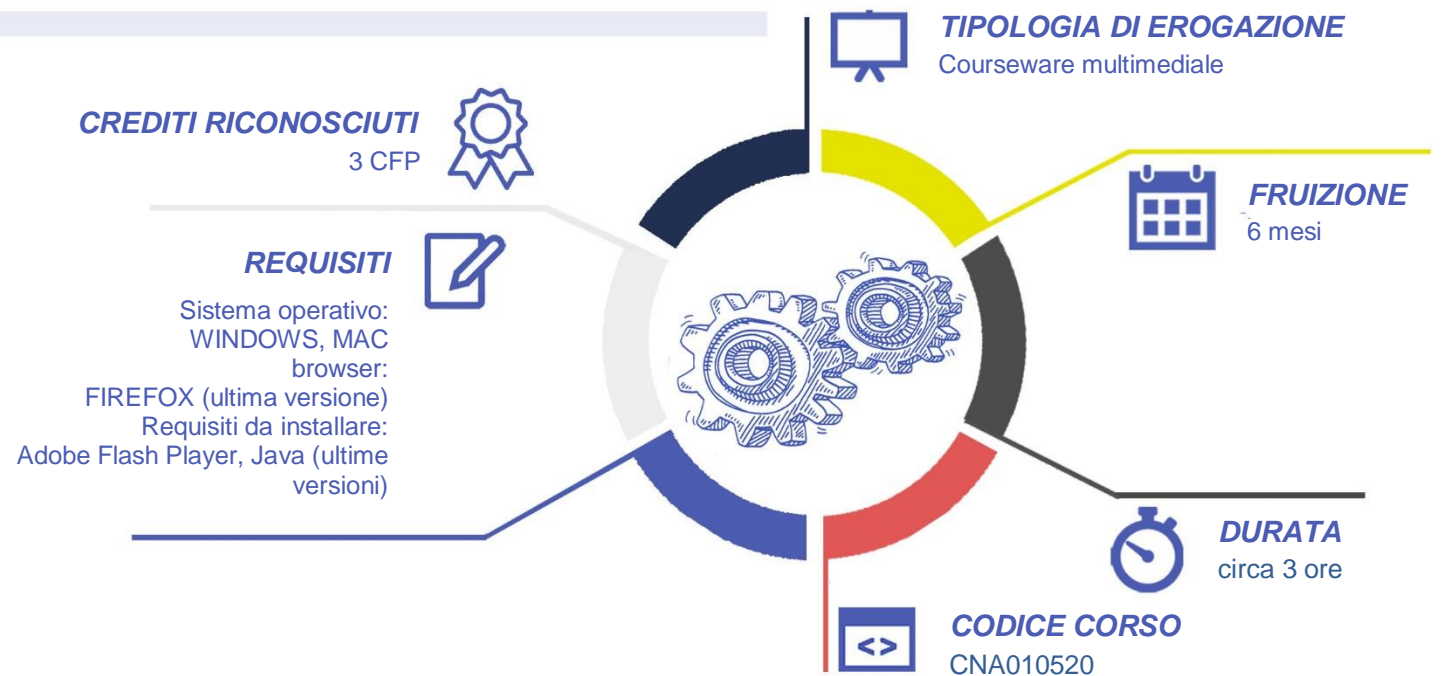 TIPOLOGIA DI EROGAZIONE
Courseware multimediale
CREDITI RICONOSCIUTI
3 CFP
FRUIZIONE
6 mesi
REQUISITI
Sistema operativo:
WINDOWS, MAC
browser:
FIREFOX (ultima versione)
Requisiti da installare:
Adobe Flash Player, Java (ultime
versioni)
DURATA
circa 3 ore
<>
CODICE CORSO
CNA010520